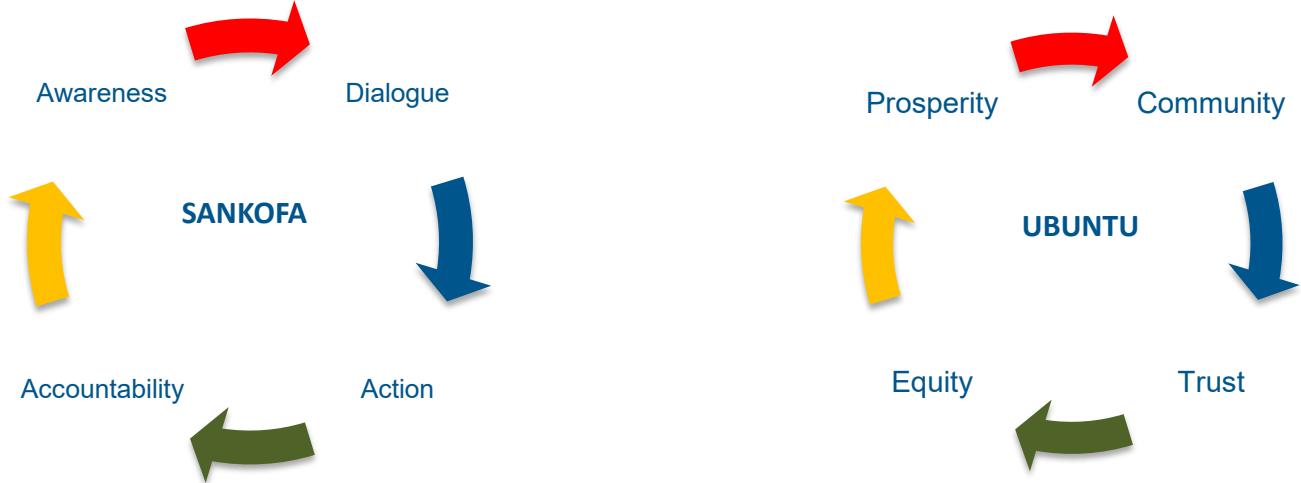 Awareness
Dialogue
SANKOFA
Accountability
Action
Prosperity
Community
UBUNTU
Equity
Trust